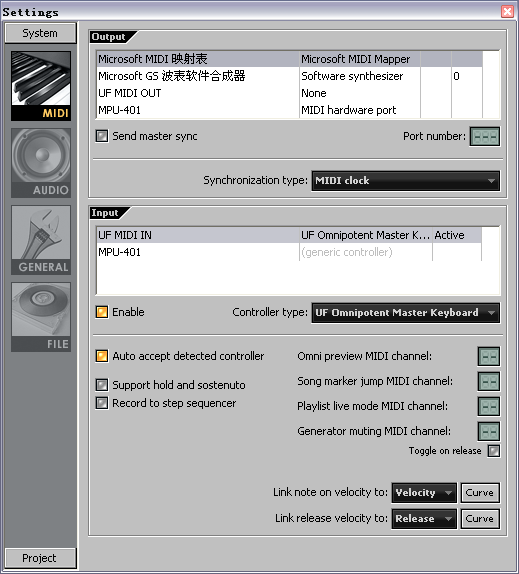 Settings
System
MIDI
AUDIO
GENERAL
FILE
Project
Output
Microsoft MIDI 映射表 Microsoft MIDI Mapper
Microsoft GS 波表软件合成器 Software synthesizer 0
UF MIDI OUT None
MPU-401 MIDI hardware port
Send master sync Port number: ---
Synchronization type: MIDI clock
Input
UF MIDI IN UF Omnipotent Master K... Active
MPU-401 (generic controller)
Enable Controller type: UF Omnipotent Master Keyboard
Auto accept detected controller Omni preview MIDI channel: --
Support hold and sostenuto Song marker jump MIDI channel: --
Record to step sequencer Playlist live mode MIDI channel: --
Generator muting MIDI channel: --
Toggle on release
Link note on velocity to: Velocity Curve
Link release velocity to: Release Curve